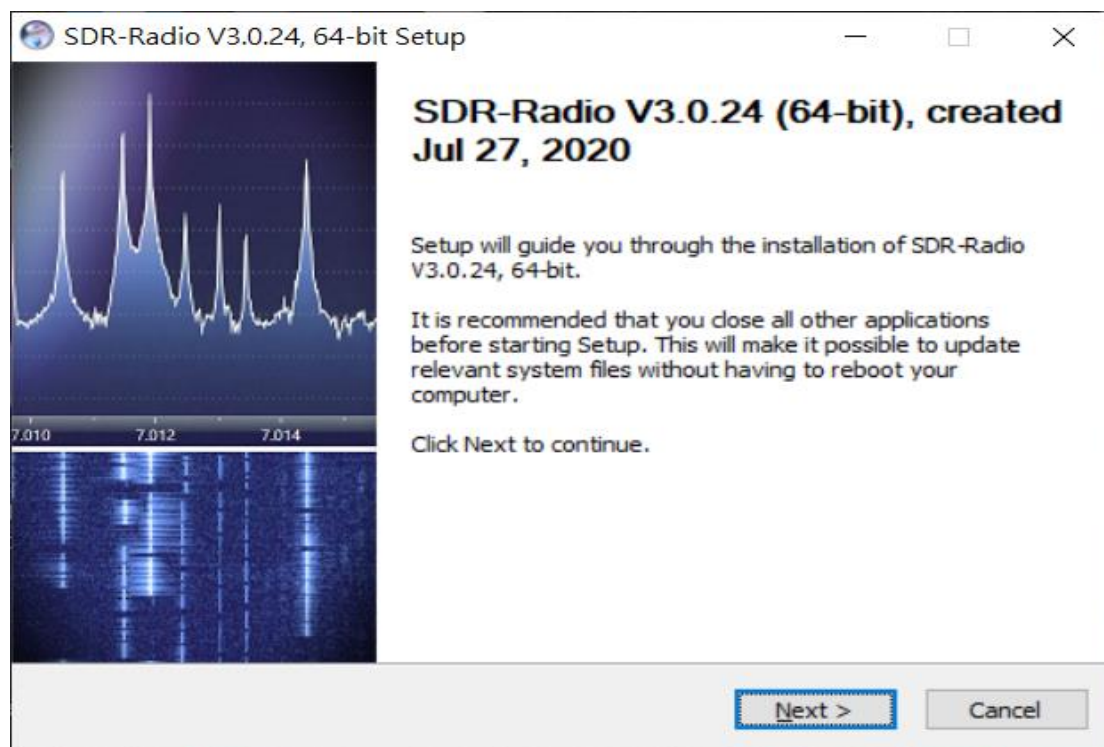 SDR-Radio V3.0.24, 64-bit Setup
SDR-Radio V3.0.24 (64-bit), created
Jul 27, 2020
Setup will guide you through the installation of SDR-Radio
V3.0.24, 64-bit.
It is recommended that you close all other applications
before starting Setup. This will make it possible to update
relevant system files without having to reboot your
computer.
Click Next to continue.
7.010 7.012 7.014
Next > Cancel